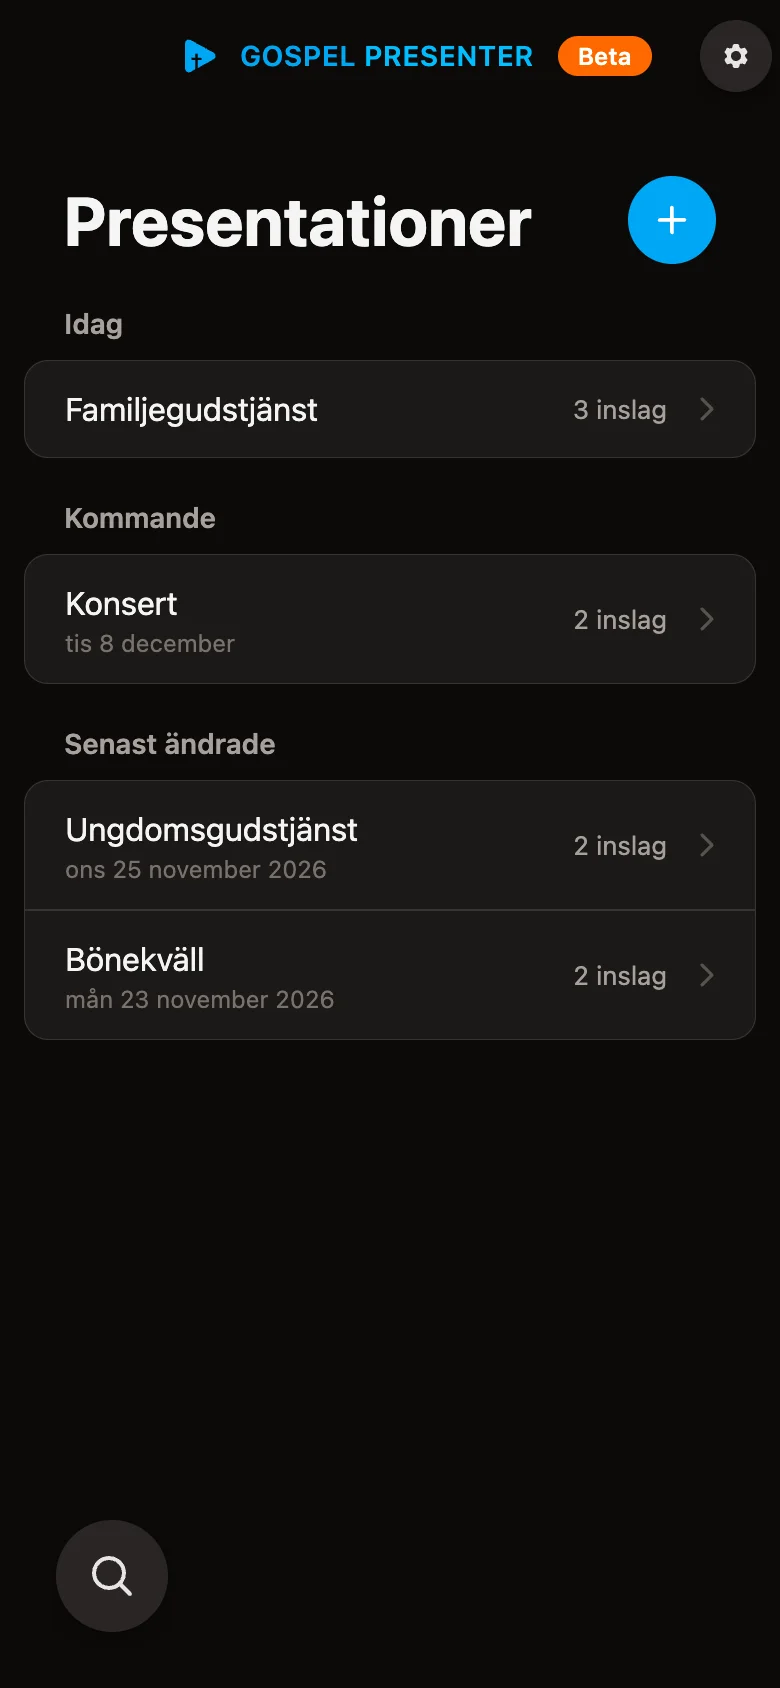 GOSPEL PRESENTER Beta
Presentationer
Idag
Familjegudstjänst 3 inslag
Kommande
Konsert
tis 8 december
2 inslag
Senast ändrade
Ungdomsgudstjänst
ons 25 november 2026
2 inslag
Bönekväll
mån 23 november 2026
2 inslag